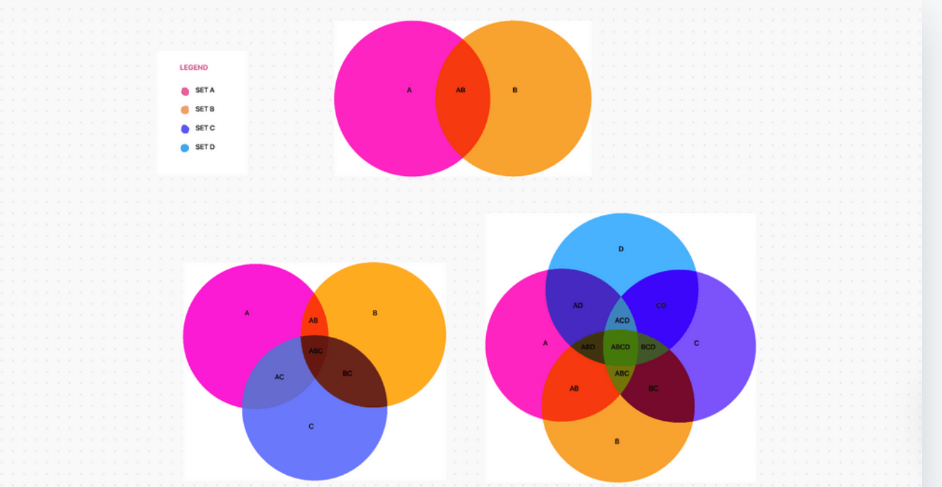 LEGEND
SET A
SET B
SET C
SET D
A
AB
B
A
AB
B
ABC
AC
BC
C
D
AD
CD
ACD
A
ABD
ABCD
BCD
C
ABC
AB
BC
B